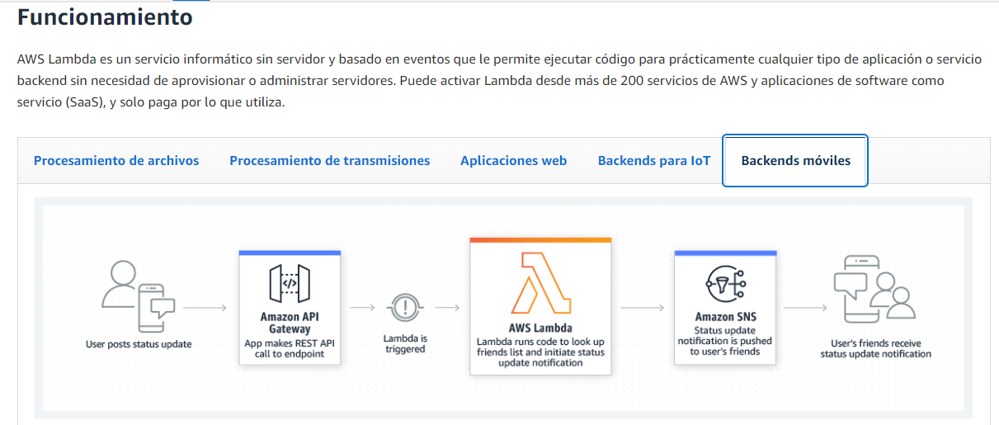 Funcionamiento
AWS Lambda es un servicio informático sin servidor y basado en eventos que le permite ejecutar código para prácticamente cualquier tipo de aplicación o servicio
backend sin necesidad de aprovisionar o administrar servidores. Puede activar Lambda desde más de 200 servicios de AWS y aplicaciones de software como
servicio (SaaS), y solo paga por lo que utiliza.
Procesamiento de archivos
Procesamiento de transmisiones
Aplicaciones web
Backends para IoT
Backends móviles
User posts status update
</>
Amazon API
Gateway
App makes REST API
call to endpoint
Lambda is
triggered
AWS Lambda
Lambda runs code to look up
friends list and initiate status
update notification
Amazon SNS
Status update
notification is pushed
to user's friends
User's friends receive
status update notification